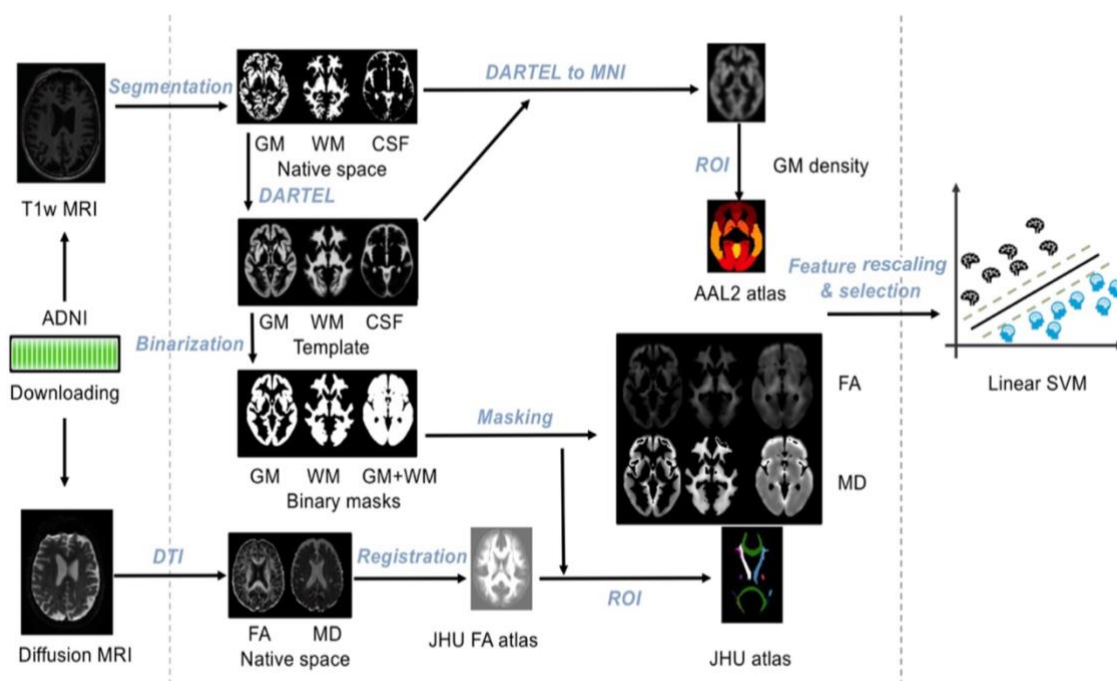 Segmentation
DARTEL to MNI
GM WM CSF
Native space
ROI
GM density
T1w MRI
DARTEL
AAL2 atlas
Feature rescaling
& selection
ADNI
Downloading
GM WM CSF
Template
Binarization
Linear SVM
FA
Masking
GM WM GM+WM
Binary masks
MD
DTI
Registration
ROI
FA MD
Native space
JHU FA atlas
Diffusion MRI
JHU atlas